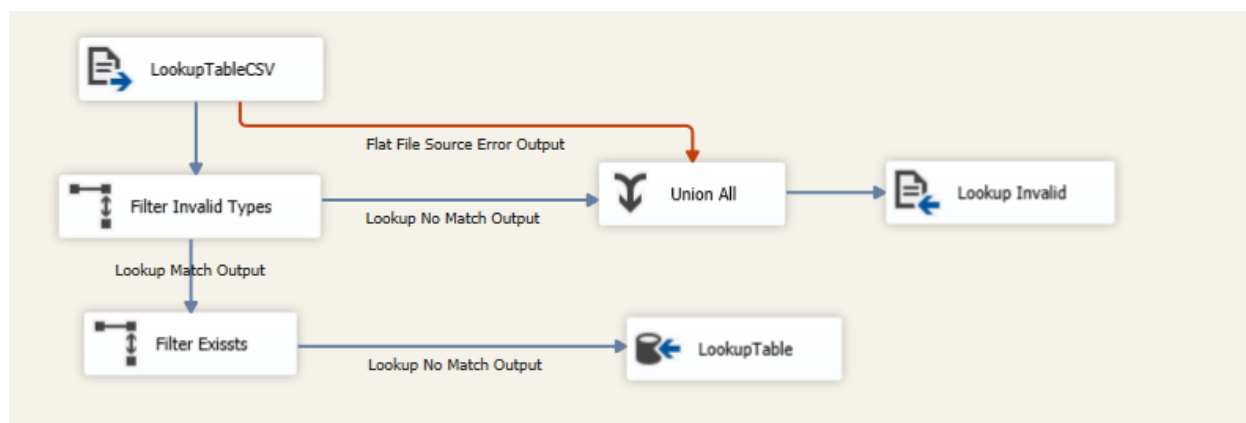 LookupTableCSV
Flat File Source Error Output
Filter Invalid Types
Lookup No Match Output
Union All
Lookup Invalid
Lookup Match Output
Filter Exissts
Lookup No Match Output
LookupTable